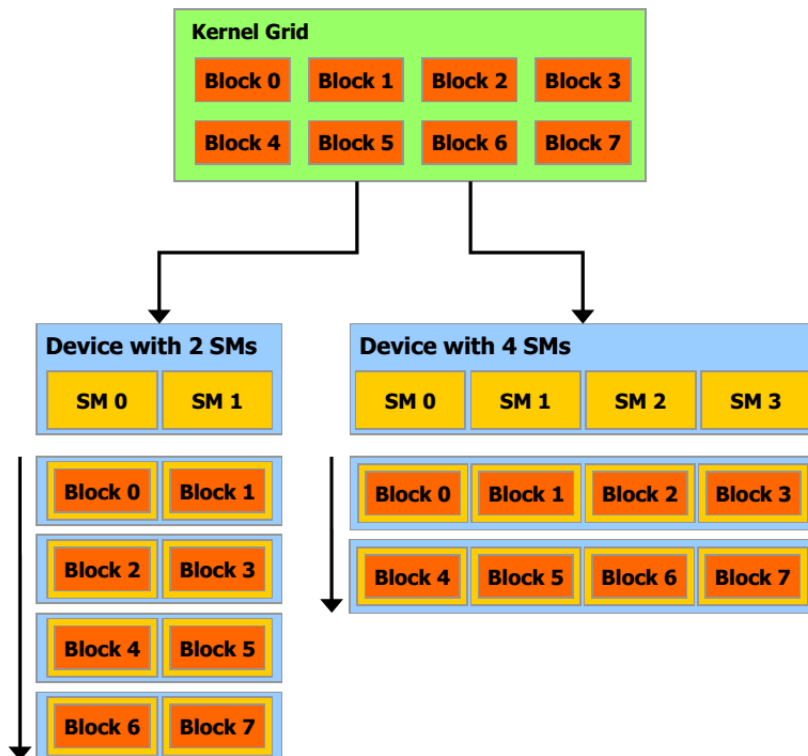 Kernel Grid
Block 0 Block 1 Block 2 Block 3
Block 4 Block 5 Block 6 Block 7
Device with 2 SMs
SM 0 SM 1
Block 0 Block 1
Block 2 Block 3
Block 4 Block 5
Block 6 Block 7
Device with 4 SMs
SM 0 SM 1 SM 2 SM 3
Block 0 Block 1 Block 2 Block 3
Block 4 Block 5 Block 6 Block 7